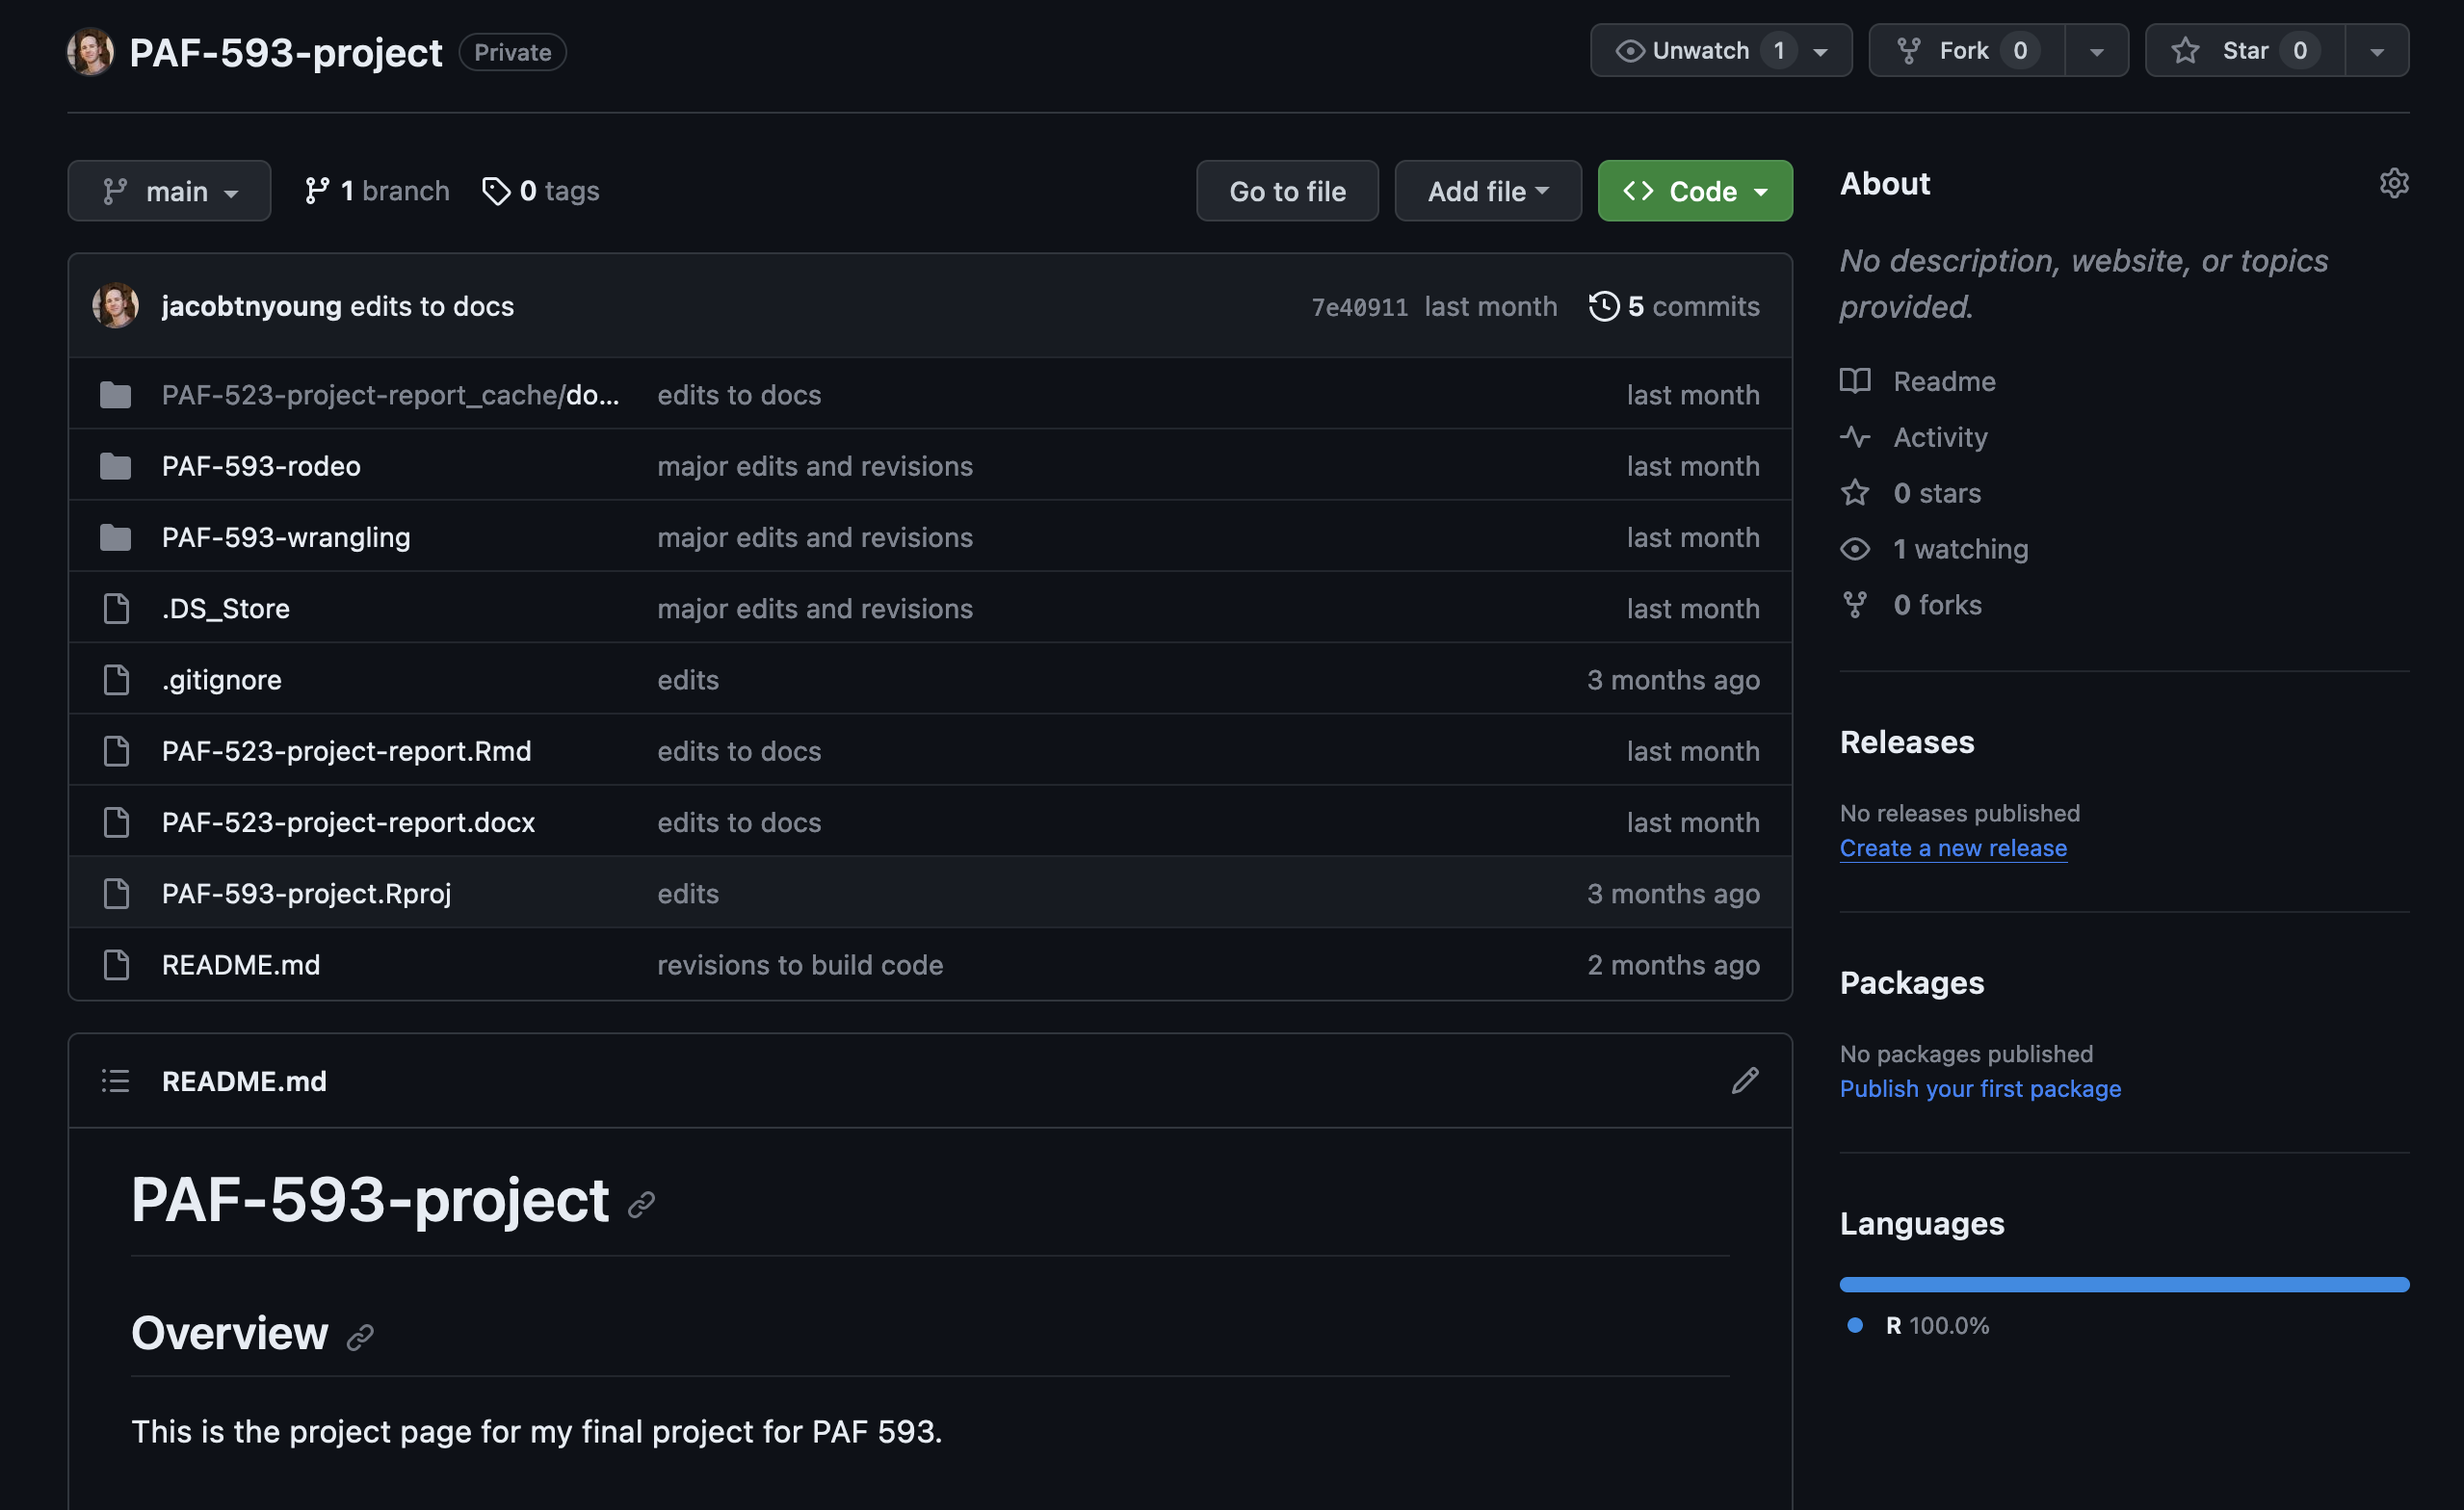 PAF-593-project Private Unwatch 1 Fork 0 Star 0
main 1 branch 0 tags Go to file Add file Code
jacobtnyoung edits to docs 7e40911 last month 5 commits
PAF-523-project-report_cache/do... edits to docs last month
PAF-593-rodeo major edits and revisions last month
PAF-593-wrangling major edits and revisions last month
.DS_Store major edits and revisions last month
.gitignore edits 3 months ago
PAF-523-project-report.Rmd edits to docs last month
PAF-523-project-report.docx edits to docs last month
PAF-593-project.Rproj edits 3 months ago
README.md revisions to build code 2 months ago
README.md
PAF-593-project
Overview
This is the project page for my final project for PAF 593.
About
No description, website, or topics
provided.
Readme
Activity
0 stars
1 watching
0 forks
Releases
No releases published
Create a new release
Packages
No packages published
Publish your first package
Languages
R 100.0%